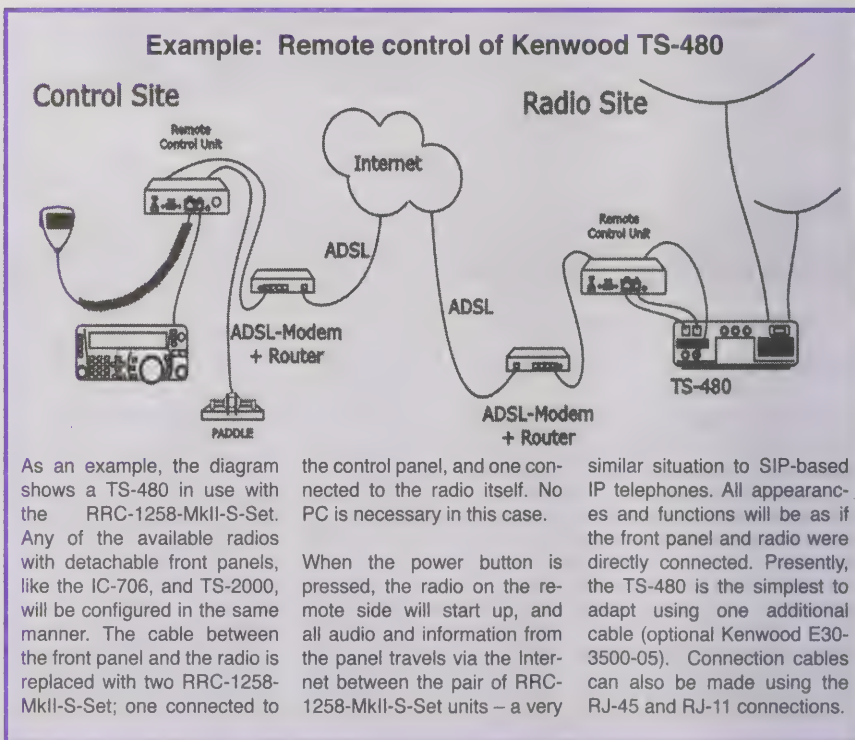 Example: Remote control of Kenwood TS-480
Control Site
Radio Site
Remote
Control Unit
Internet
ADSL
ADSL-Modem
+ Router
PADDLE
ADSL
Remote
Control Unit
ADSL-Modem
+ Router
TS-480
As an example, the diagram
shows a TS-480 in use with
the RRC-1258-MkII-S-Set.
Any of the available radios
with detachable front panels,
like the IC-706, and TS-2000,
will be configured in the same
manner. The cable between
the front panel and the radio is
replaced with two RRC-1258-
MkII-S-Set; one connected to
the control panel, and one con-
nected to the radio itself. No
PC is necessary in this case.
When the power button is
pressed, the radio on the re-
mote side will start up, and
all audio and information from
the panel travels via the Inter-
net between the pair of RRC-
1258-MkII-S-Set units – a very
similar situation to SIP-based
IP telephones. All appearanc-
es and functions will be as if
the front panel and radio were
directly connected. Presently,
the TS-480 is the simplest to
adapt using one additional
cable (optional Kenwood E30-
3500-05). Connection cables
can also be made using the
RJ-45 and RJ-11 connections.